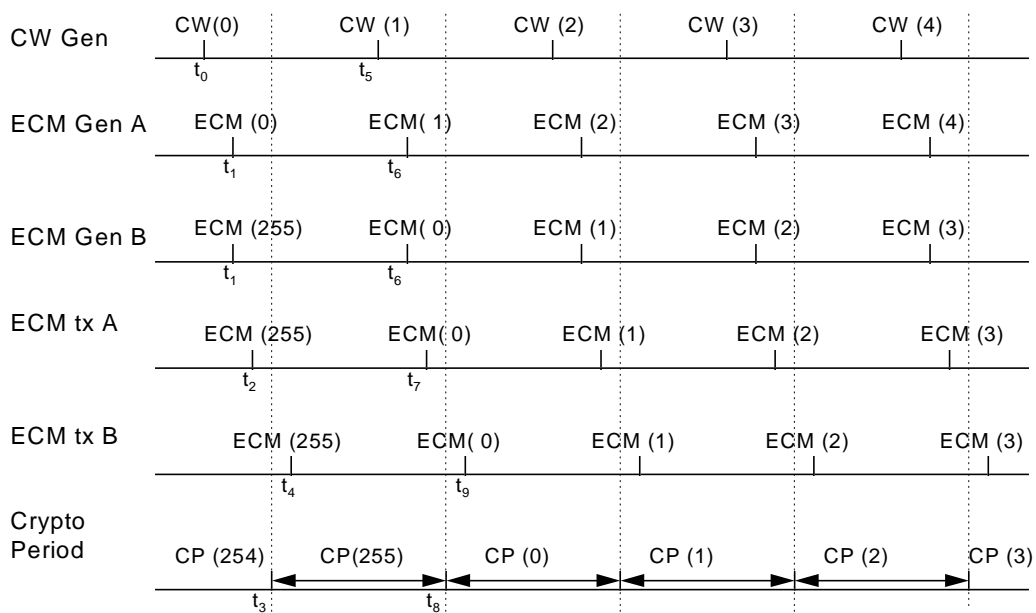 CW Gen CW(0) CW (1) CW (2) CW (3) CW (4)
t0 t5
ECM Gen A ECM (0) ECM( 1) ECM (2) ECM (3) ECM (4)
t1 t6
ECM Gen B ECM (255) ECM( 0) ECM (1) ECM (2) ECM (3)
t1 t6
ECM tx A ECM (255) ECM( 0) ECM (1) ECM (2) ECM (3)
t2 t7
ECM tx B ECM (255) ECM( 0) ECM (1) ECM (2) ECM (3)
t4 t9
Crypto
Period CP (254) CP(255) CP (0) CP (1) CP (2) CP (3)
t3 t8